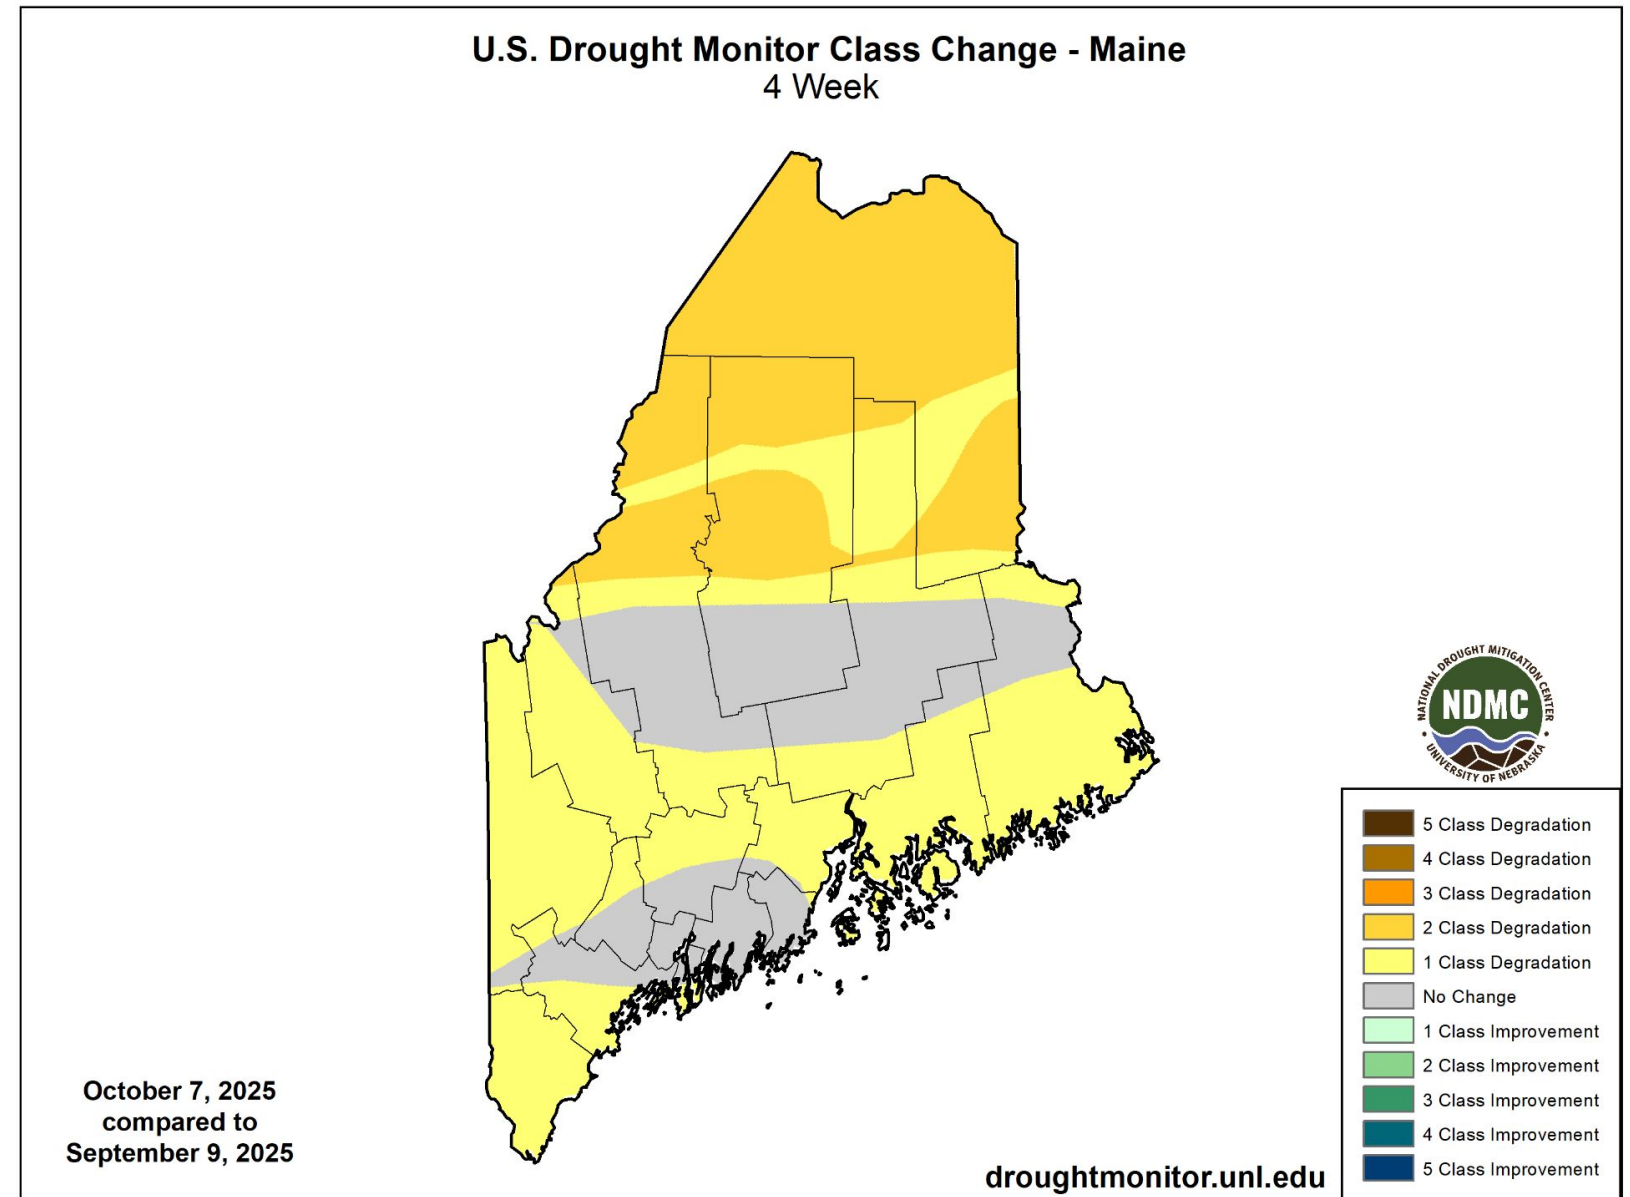 U.S. Drought Monitor Class Change - Maine
4 Week
NATIONAL DROUGHT MITIGATION CENTER
NDMC
UNIVERSITY OF NEBRASKA
5 Class Degradation
4 Class Degradation
3 Class Degradation
2 Class Degradation
1 Class Degradation
No Change
1 Class Improvement
2 Class Improvement
3 Class Improvement
4 Class Improvement
5 Class Improvement
October 7, 2025
compared to
September 9, 2025
droughtmonitor.unl.edu